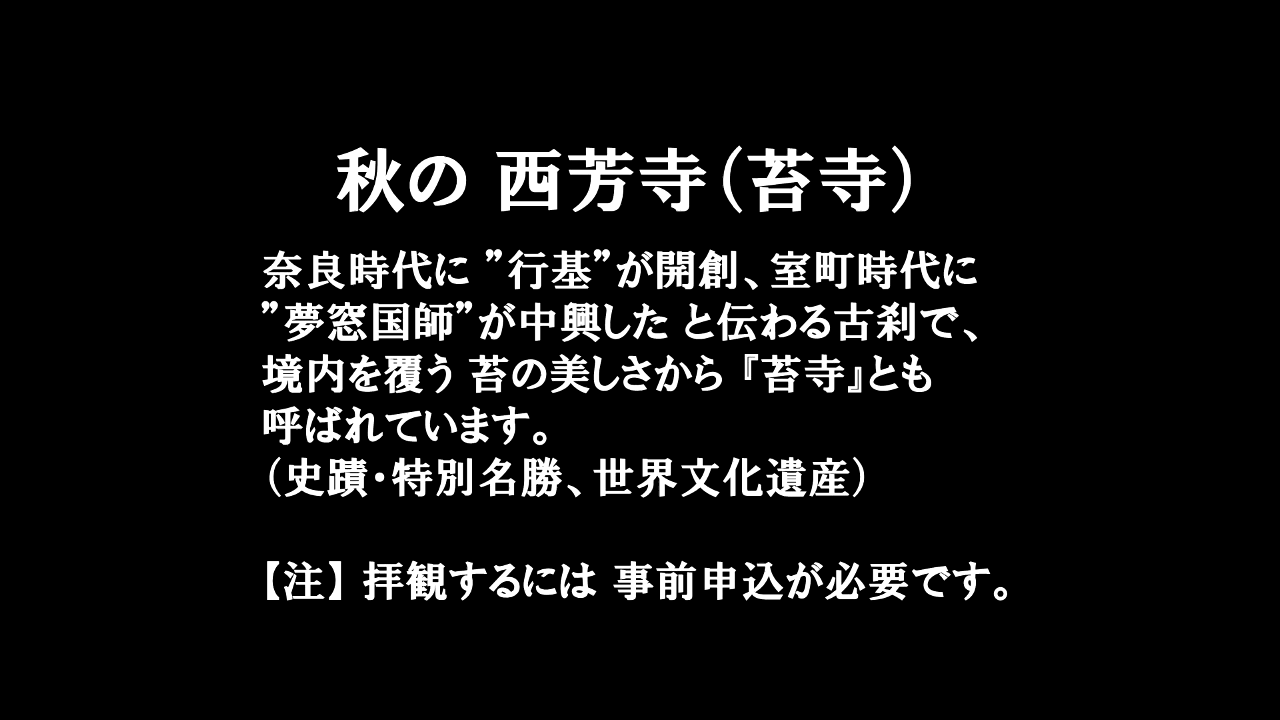 秋の 西芳寺（苔寺）
奈良時代に ”行基”が開創、室町時代に
”夢窓国師”が中興した と伝わる古刹で、
境内を覆う 苔の美しさから 『苔寺』とも
呼ばれています。
（史蹟・特別名勝、世界文化遺産）
【注】 拝観するには 事前申込が必要です。